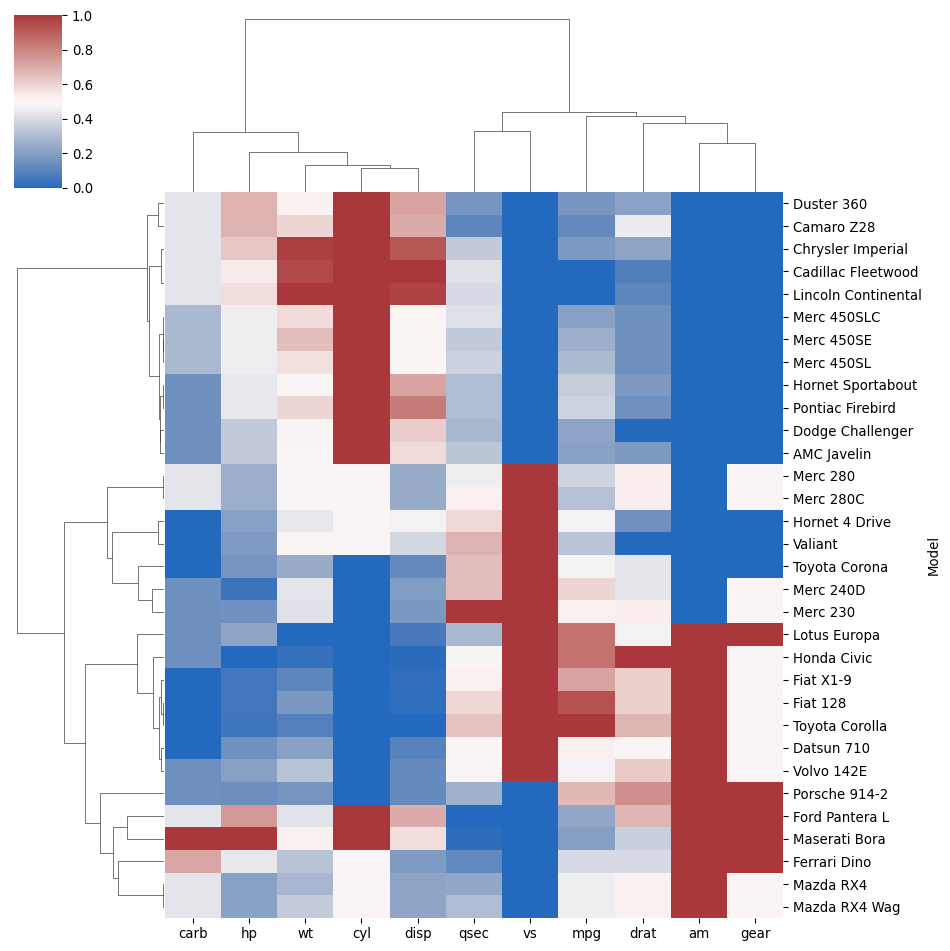 1.0
0.8
0.6
0.4
0.2
0.0
Duster 360
Camaro Z28
Chrysler Imperial
Cadillac Fleetwood
Lincoln Continental
Merc 450SLC
Merc 450SE
Merc 450SL
Hornet Sportabout
Pontiac Firebird
Dodge Challenger
AMC Javelin
Merc 280
Merc 280C
Hornet 4 Drive
Valiant
Toyota Corona
Merc 240D
Merc 230
Lotus Europa
Honda Civic
Fiat X1-9
Fiat 128
Toyota Corolla
Datsun 710
Volvo 142E
Porsche 914-2
Ford Pantera L
Maserati Bora
Ferrari Dino
Mazda RX4
Mazda RX4 Wag
Model
carb hp wt cyl disp qsec vs mpg drat am gear